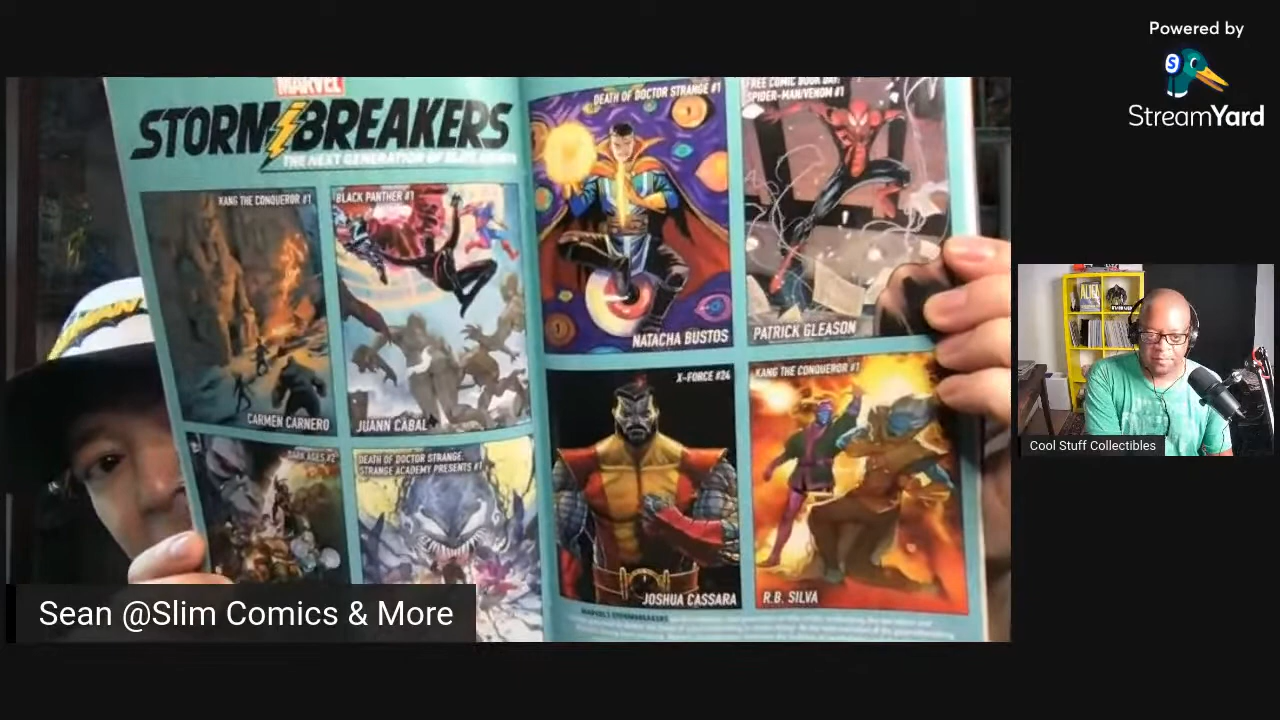 Powered by
S
StreamYard
MARVEL
STORMBREAKERS
THE NEXT GENERATION OF ELITE
KANG THE CONQUEROR #1
CARMEN CARNERO
BLACK PANTHER #1
JUANN CABAL
DEATH OF DOCTOR STRANGE #1
NATACHA BUSTOS
FREE COMIC BOOK DAY:
SPIDER-MAN/VENOM #1
PATRICK GLEASON
DARK AGES #2
DEATH OF DOCTOR STRANGE:
STRANGE ACADEMY PRESENTS #1
X-FORCE #24
JOSHUA CASSARA
KANG THE CONQUEROR #1
R.B. SILVA
MARVEL'S STORMBREAKERS
Sean @Slim Comics & More
Cool Stuff Collectibles